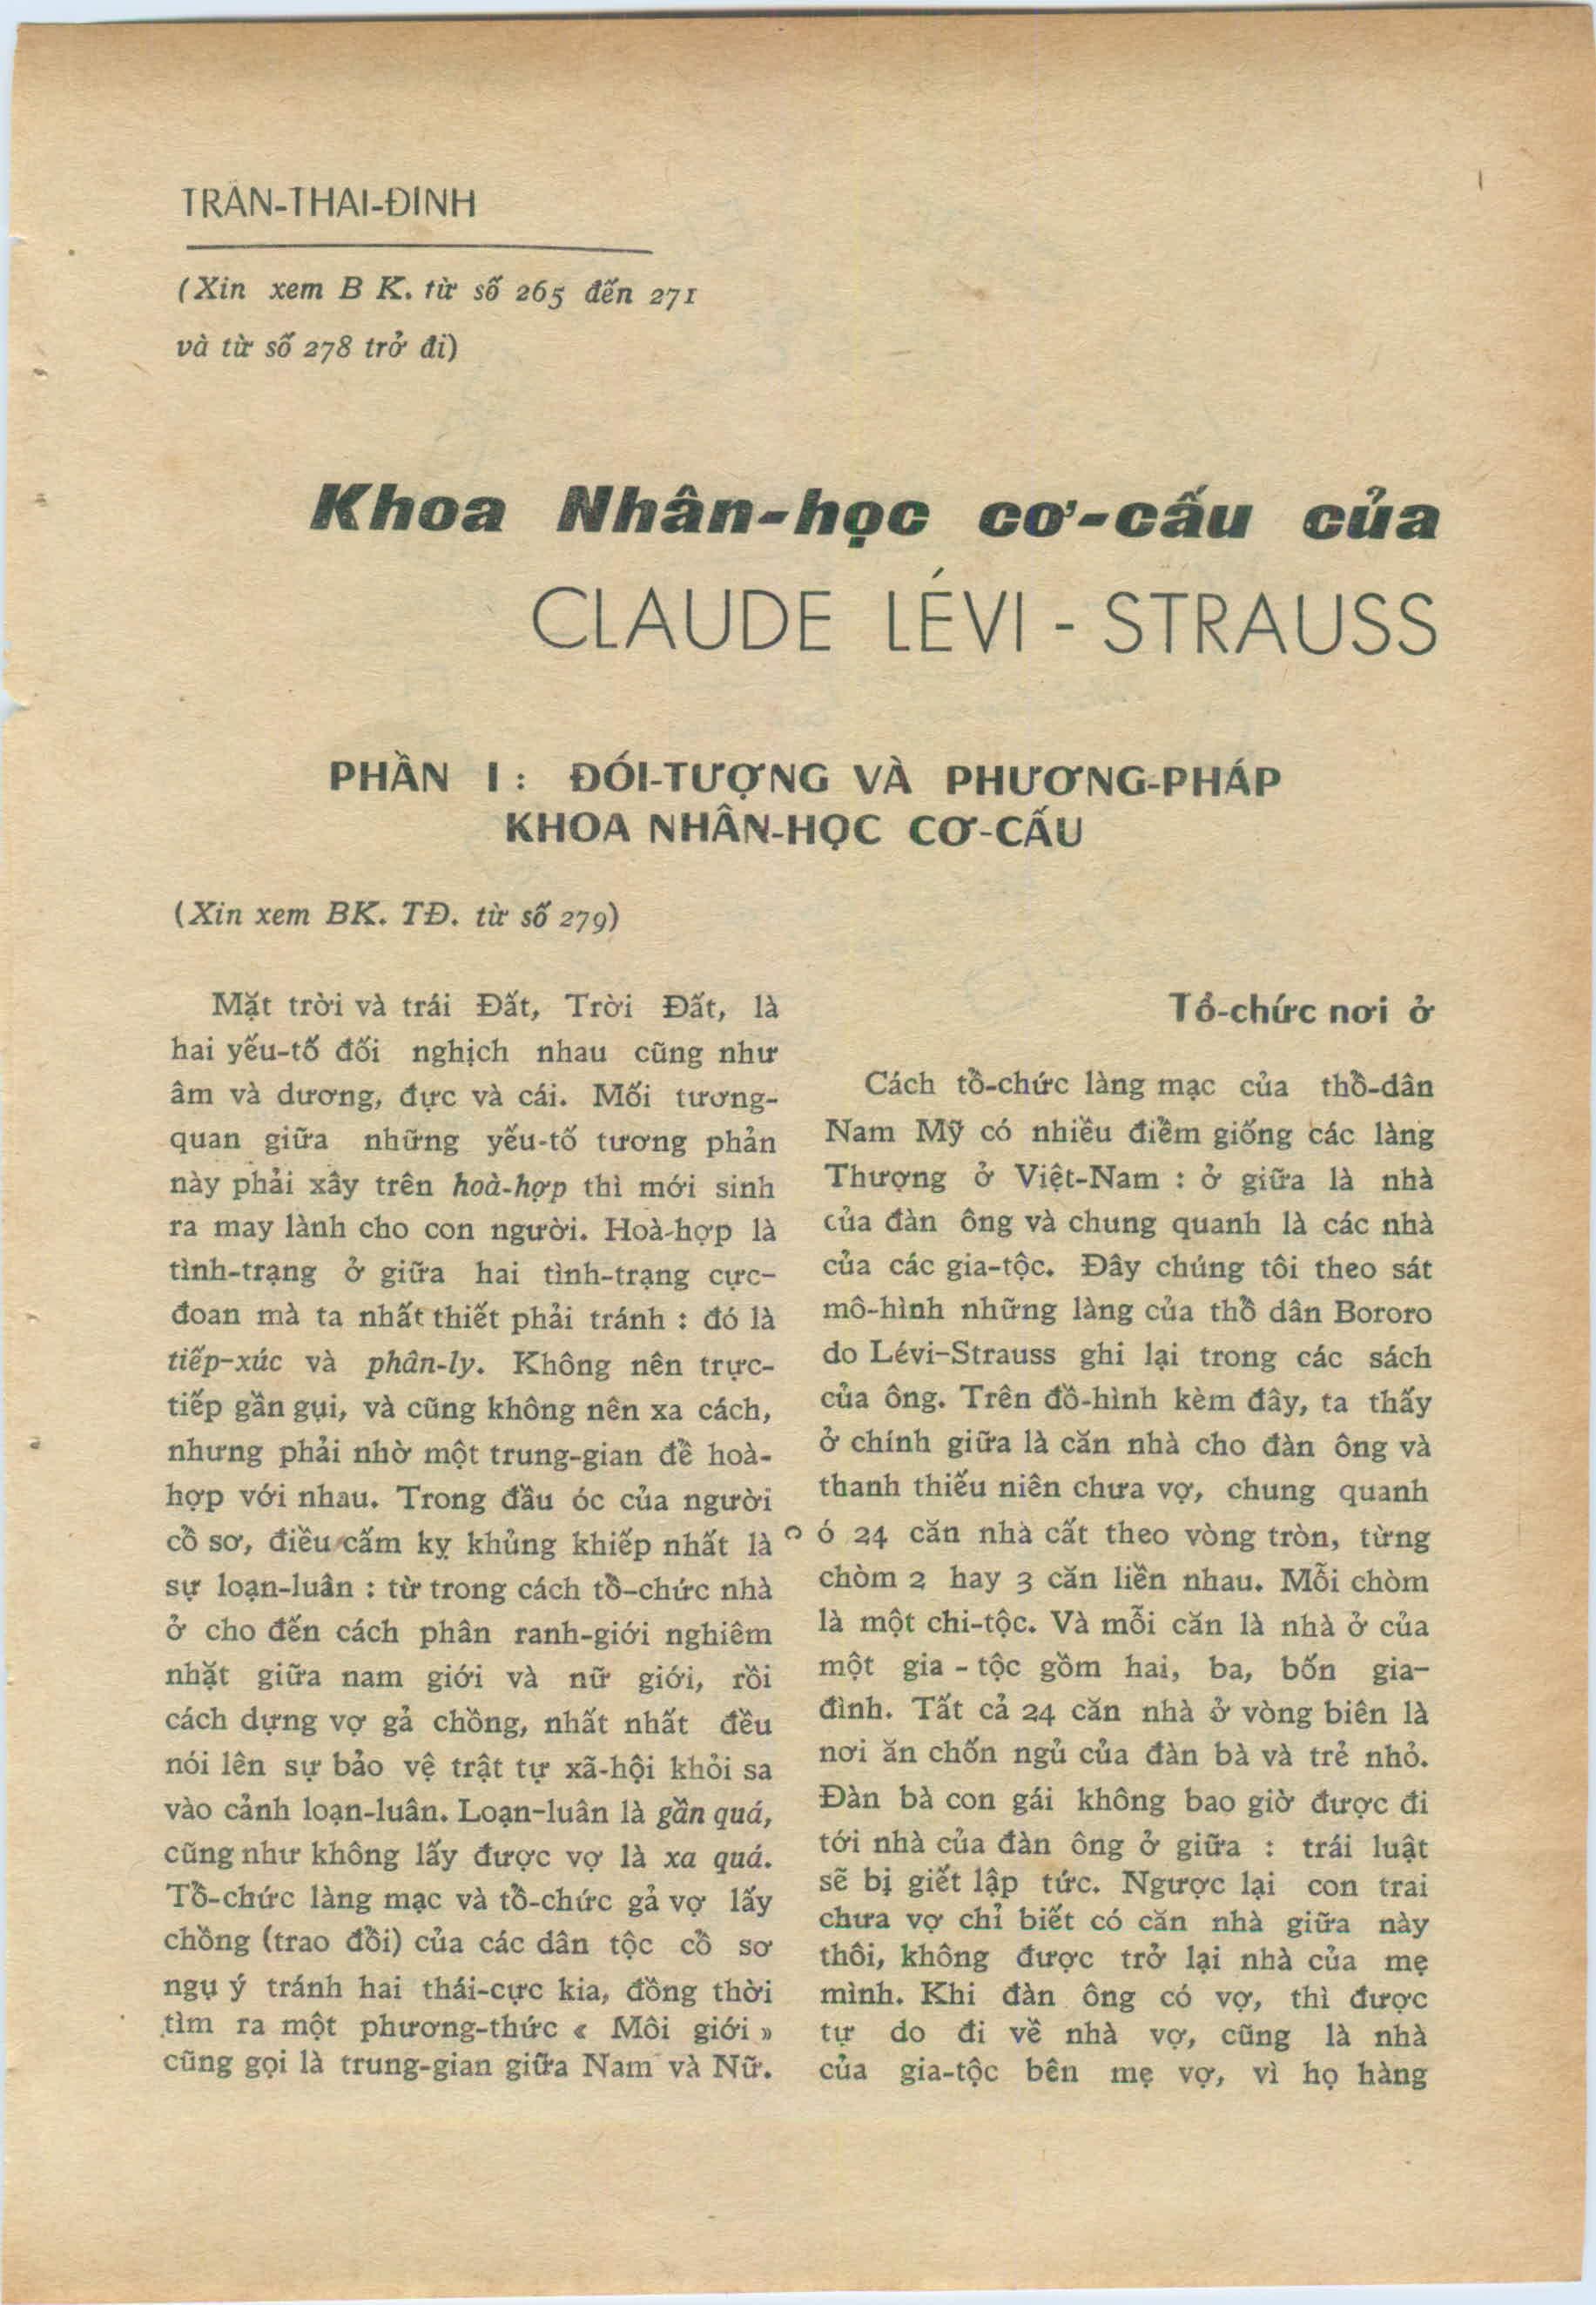 TRẦN-THAI-ĐINH
(Xin xem B K. từ số 265 đến 271
và từ số 278 trở đi)
Khoa Nhân-học cơ-cấu của
CLAUDE LÉVI - STRAUSS
PHẦN I : ĐÓI-TƯỢNG VÀ PHƯƠNG-PHÁP
KHOA NHÂN-HỌC CƠ-CẤU
(Xin xem BK. TĐ. từ số 279)
Mặt trời và trái Đất, Trời Đất, là
hai yếu-tố đối nghịch nhau cũng như
âm và dương, đực và cái. Mối tương-
quan giữa những yếu-tố tương phản
này phải xây trên hoà-hợp thì mới sinh
ra may lành cho con người. Hoà-hợp là
tình-trạng ở giữa hai tình-trạng cực-
đoan mà ta nhất thiết phải tránh : đó là
tiếp-xúc và phân-ly. Không nên trực-
tiếp gần gụi, và cũng không nên xa cách,
nhưng phải nhờ một trung-gian để hoà-
hợp với nhau. Trong đầu óc của người
cổ sơ, điều cấm kỵ khủng khiếp nhất là
sự loạn-luân : từ trong cách tổ-chức nhà
ở cho đến cách phân ranh-giới nghiêm
nhặt giữa nam giới và nữ giới, rồi
cách dựng vợ gả chồng, nhất nhất đều
nói lên sự bảo vệ trật tự xã-hội khỏi sa
vào cảnh loạn-luân. Loạn-luân là gần quá,
cũng như không lấy được vợ là xa quá.
Tổ-chức làng mạc và tổ-chức gả vợ lấy
chồng (trao đổi) của các dân tộc cổ sơ
ngụ ý tránh hai thái-cực kia, đồng thời
tìm ra một phương-thức « Môi giới »
cũng gọi là trung-gian giữa Nam và Nữ.
Tổ-chức nơi ở
Cách tổ-chức làng mạc của thổ-dân
Nam Mỹ có nhiều điểm giống các làng
Thượng ở Việt-Nam : ở giữa là nhà
của đàn ông và chung quanh là các nhà
của các gia-tộc. Đây chúng tôi theo sát
mô-hình những làng của thổ dân Bororo
do Lévi-Strauss ghi lại trong các sách
của ông. Trên đồ-hình kèm đây, ta thấy
ở chính giữa là căn nhà cho đàn ông và
thanh thiếu niên chưa vợ, chung quanh
c ó 24 căn nhà cất theo vòng tròn, từng
chòm 2 hay 3 căn liền nhau. Mỗi chòm
là một chi-tộc. Và mỗi căn là nhà ở của
một gia - tộc gồm hai, ba, bốn gia-
đình. Tất cả 24 căn nhà ở vòng biên là
nơi ăn chốn ngủ của đàn bà và trẻ nhỏ.
Đàn bà con gái không bao giờ được đi
tới nhà của đàn ông ở giữa : trái luật
sẽ bị giết lập tức. Ngược lại con trai
chưa vợ chỉ biết có căn nhà giữa này
thôi, không được trở lại nhà của mẹ
mình. Khi đàn ông có vợ, thì được
tự do đi về nhà vợ, cũng là nhà
của gia-tộc bên mẹ vợ, vì họ hàng